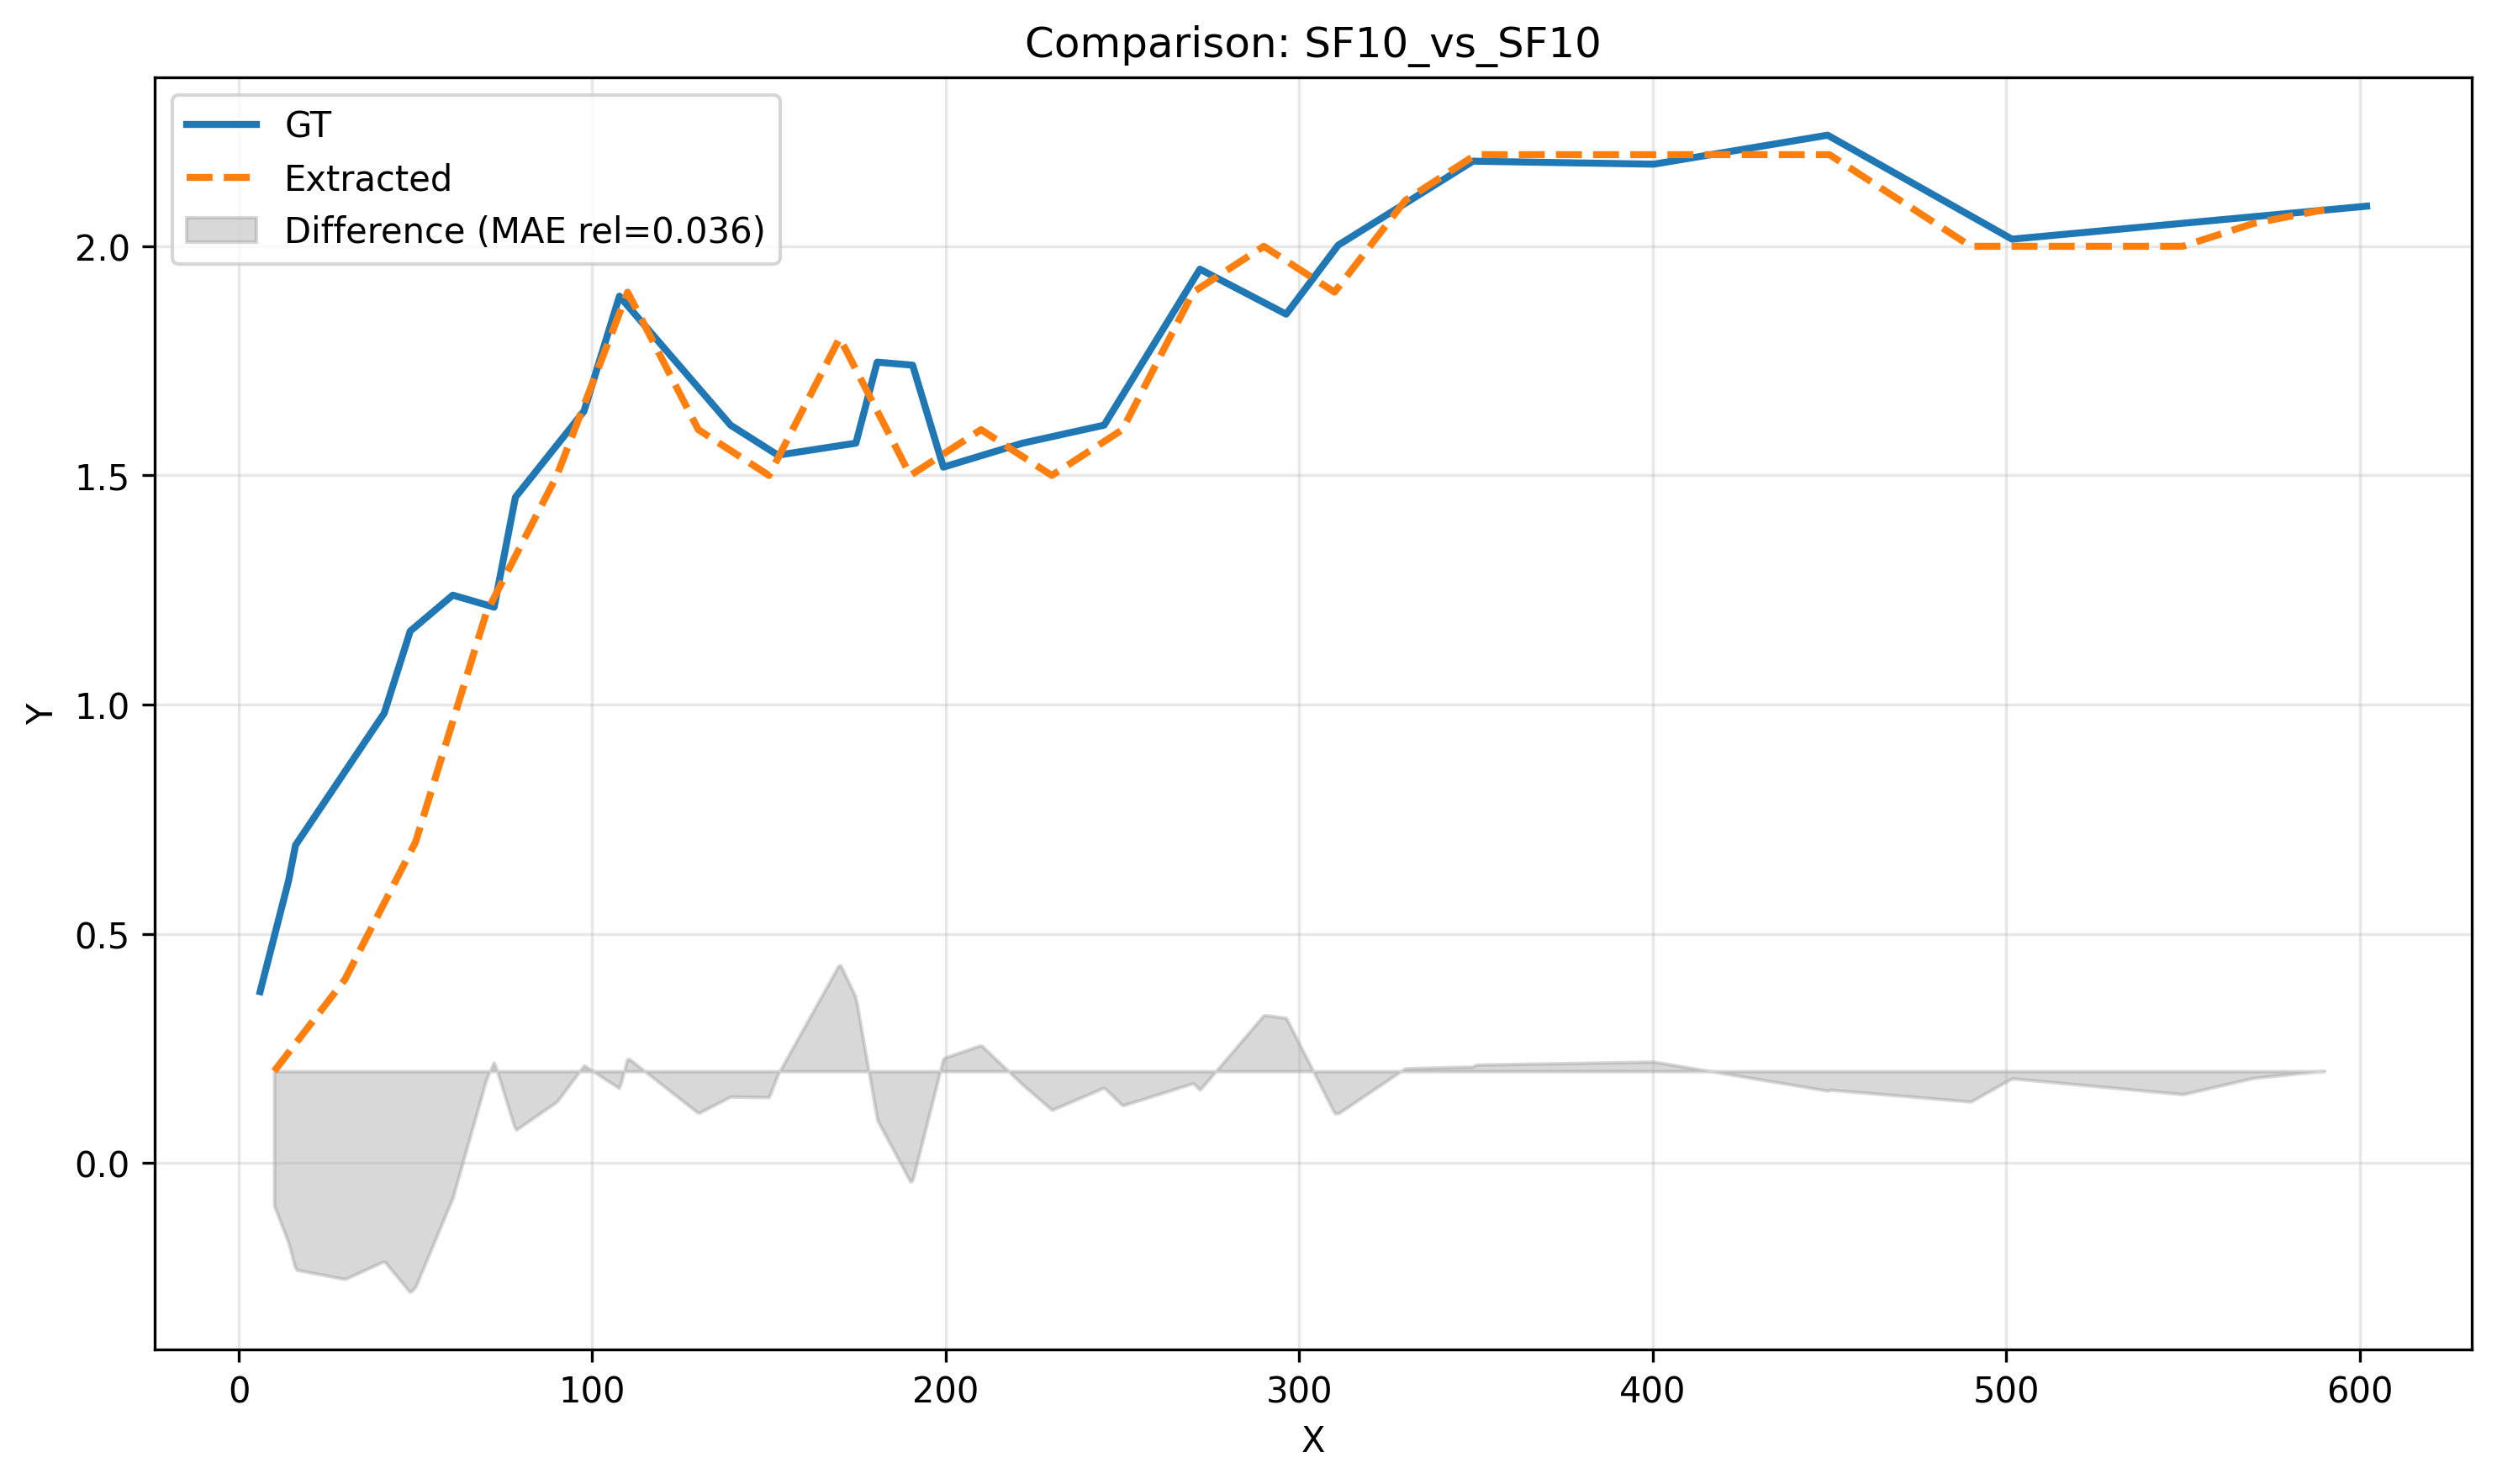 Comparison: SF10_vs_SF10
GT
Extracted
Difference (MAE rel=0.036)
Y
2.0
1.5
1.0
0.5
0.0
0 100 200 300 400 500 600
X